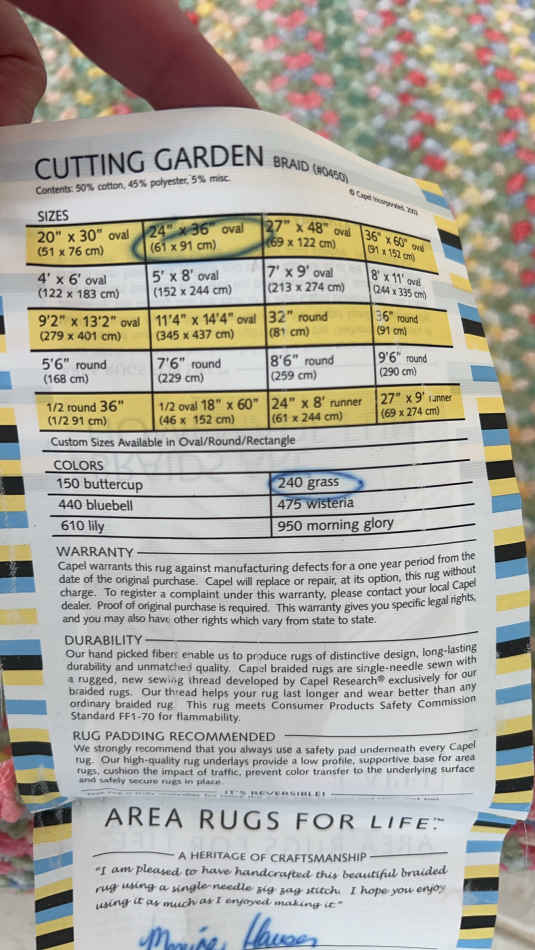 CUTTING GARDEN BRAID (#0450)
Contents: 50% cotton, 45% polyester, 5% misc.
© Capel Incorporated, 2003
SIZES
20" x 30" oval 24" x 36" oval 27" x 48" oval 36" x 60" oval
(51 x 76 cm) (61 x 91 cm) (69 x 122 cm) (91 x 152 cm)
4' x 6' oval 5' x 8' oval 7' x 9' oval 8' x 11' oval
(122 x 183 cm) (152 x 244 cm) (213 x 274 cm) (244 x 335 cm)
9'2" x 13'2" oval 11'4" x 14'4" oval 32" round 36" round
(279 x 401 cm) (345 x 437 cm) (81 cm) (91 cm)
5'6" round 7'6" round 8'6" round 9'6" round
(168 cm) (229 cm) (259 cm) (290 cm)
1/2 round 36" 1/2 oval 18" x 60" 24" x 8' runner 27" x 9' runner
(1/2 91 cm) (46 x 152 cm) (61 x 244 cm) (69 x 274 cm)
Custom Sizes Available in Oval/Round/Rectangle
COLORS
150 buttercup 240 grass
440 bluebell 475 wisteria
610 lily 950 morning glory
WARRANTY
Capel warrants this rug against manufacturing defects for a one year period from the
date of the original purchase. Capel will replace or repair, at its option, this rug without
charge. To register a complaint under this warranty, please contact your local Capel
dealer. Proof of original purchase is required. This warranty gives you specific legal rights,
and you may also have other rights which vary from state to state.
DURABILITY
Our hand picked fibers enable us to produce rugs of distinctive design, long-lasting
durability and unmatched quality. Capel braided rugs are single-needle sewn with
a rugged, new sewing thread developed by Capel Research® exclusively for our
braided rugs. Our thread helps your rug last longer and wear better than any
ordinary braided rug. This rug meets Consumer Products Safety Commission
Standard FF1-70 for flammability.
RUG PADDING RECOMMENDED
We strongly recommend that you always use a safety pad underneath every Capel
rug. Our high-quality rug underlays provide a low profile, supportive base for area
rugs, cushion the impact of traffic, prevent color transfer to the underlying surface
and safely secure rugs in place.
IT'S REVERSIBLE!
AREA RUGS FOR LIFE.™
A HERITAGE OF CRAFTSMANSHIP
"I am pleased to have handcrafted this beautiful braided
rug using a single-needle zig zag stitch. I hope you enjoy
using it as much as I enjoyed making it."